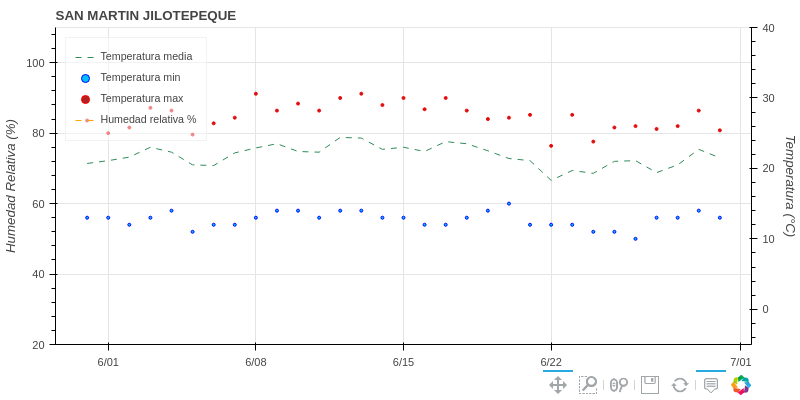 SAN MARTIN JILOTEPEQUE
Temperatura media
Temperatura min
Temperatura max
Humedad relativa %
Humedad Relativa (%)
100
80
60
40
20
40
30
20
10
0
Temperatura (°C)
6/01
6/08
6/15
6/22
7/01